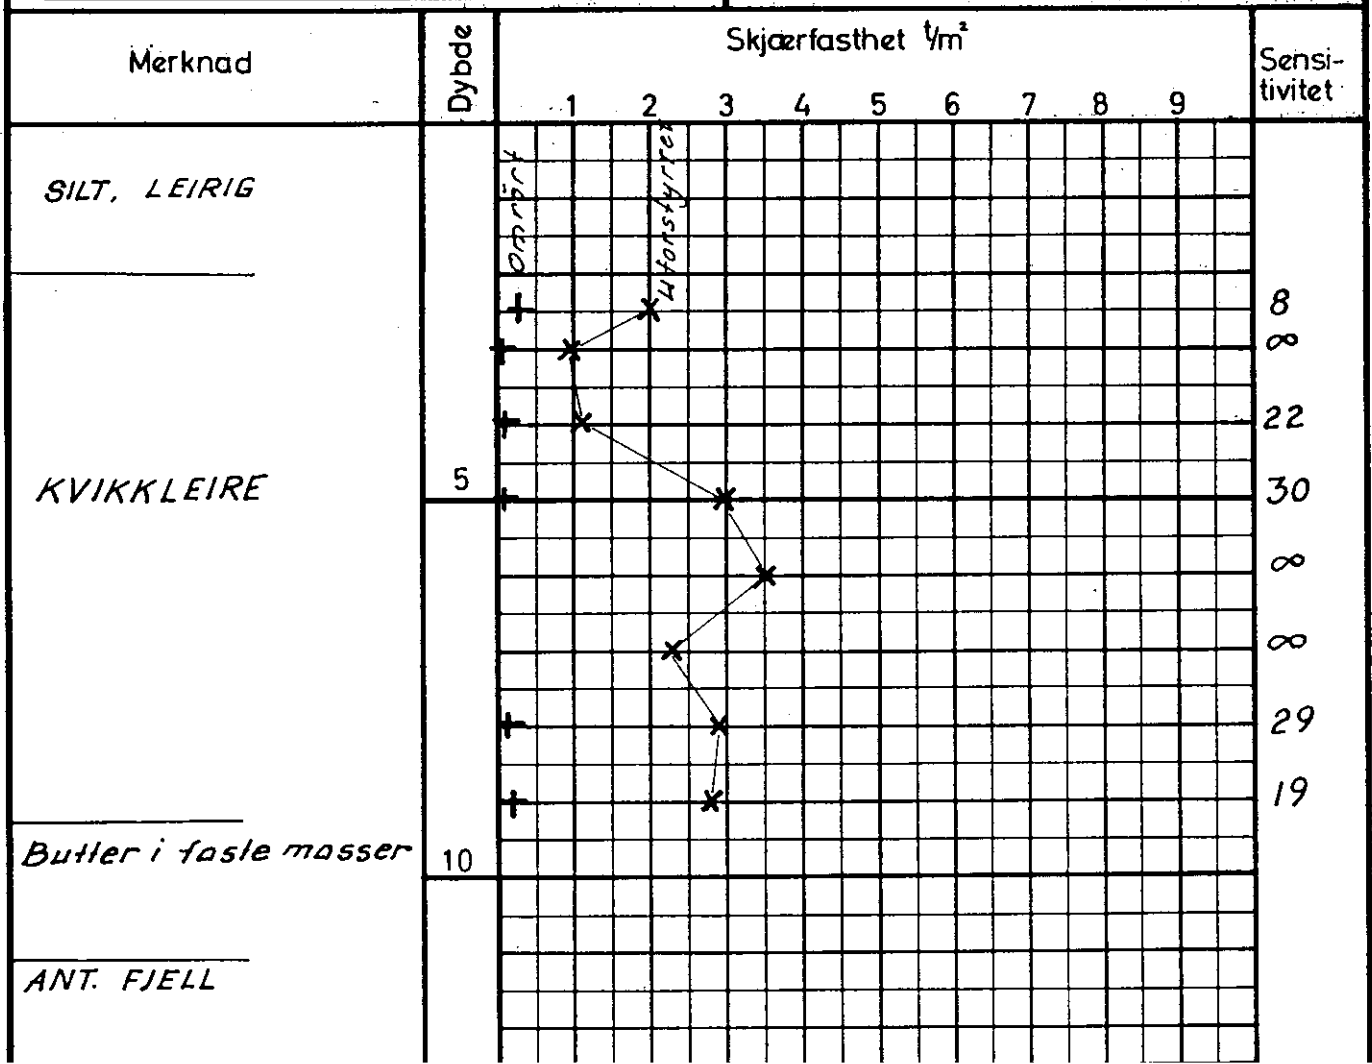 Merknad
Dybde
Skjærfasthet t/m²
Sensi-
tivitet
1 2 3 4 5 6 7 8 9
Omrørt
Uforstyrret
SILT, LEIRIG
8
∞
22
KVIKKLEIRE
5
30
∞
∞
29
19
Butter i faste masser
10
ANT. FJELL